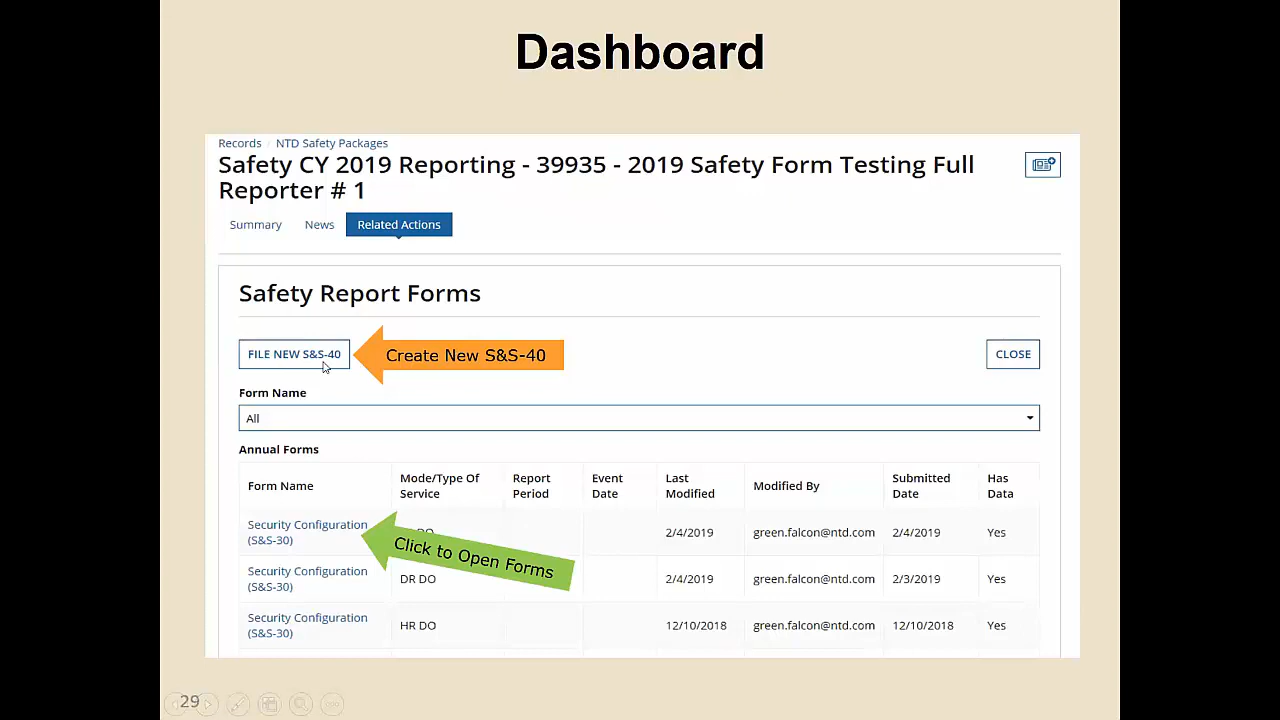 Dashboard
Records / NTD Safety Packages
Safety CY 2019 Reporting - 39935 - 2019 Safety Form Testing Full
Reporter # 1
Summary News Related Actions
Safety Report Forms
FILE NEW S&S-40 Create New S&S-40 CLOSE
Form Name
All
Annual Forms
Form Name Mode/Type Of Service Report Period Event Date Last Modified Modified By Submitted Date Has Data
Security Configuration (S&S-30) DO 2/4/2019 green.falcon@ntd.com 2/4/2019 Yes
Click to Open Forms
Security Configuration (S&S-30) DR DO 2/4/2019 green.falcon@ntd.com 2/3/2019 Yes
Security Configuration (S&S-30) HR DO 12/10/2018 green.falcon@ntd.com 12/10/2018 Yes
29